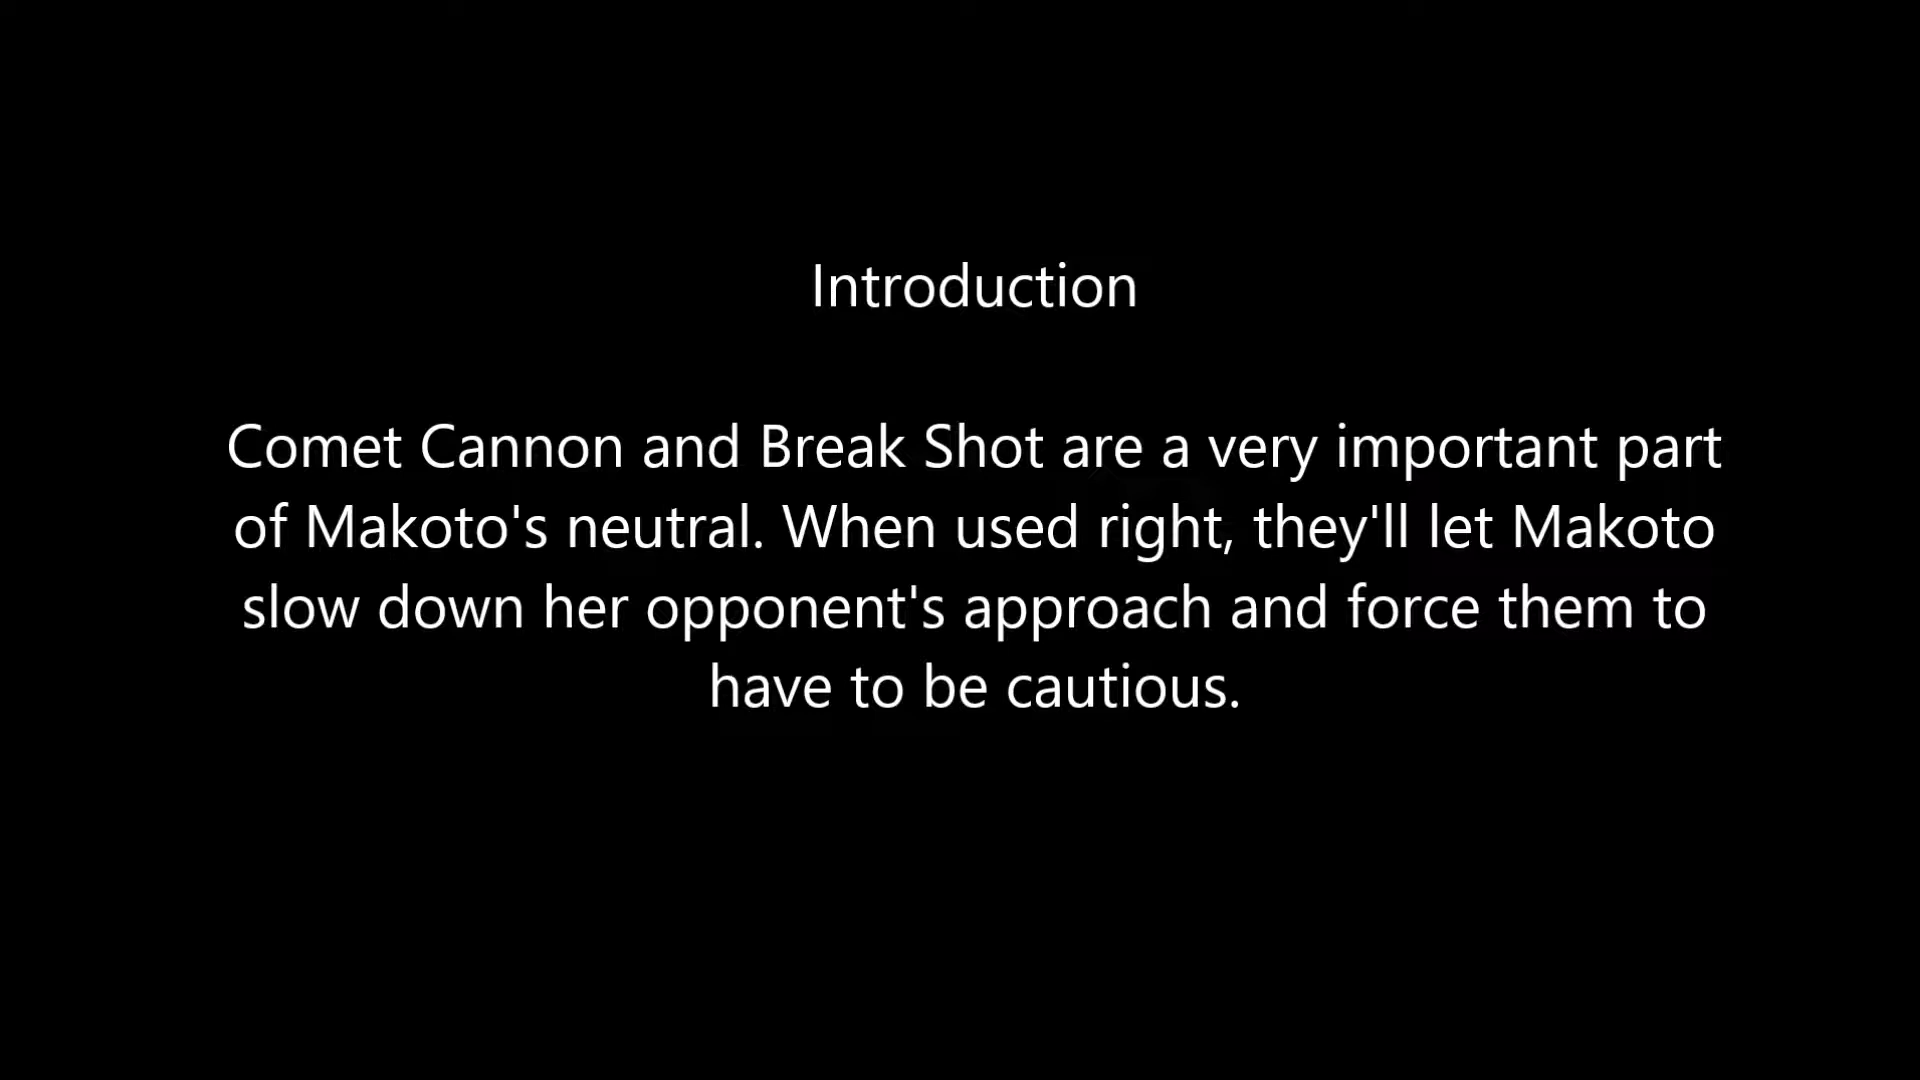 Introduction
Comet Cannon and Break Shot are a very important part
of Makoto's neutral. When used right, they'll let Makoto
slow down her opponent's approach and force them to
have to be cautious.